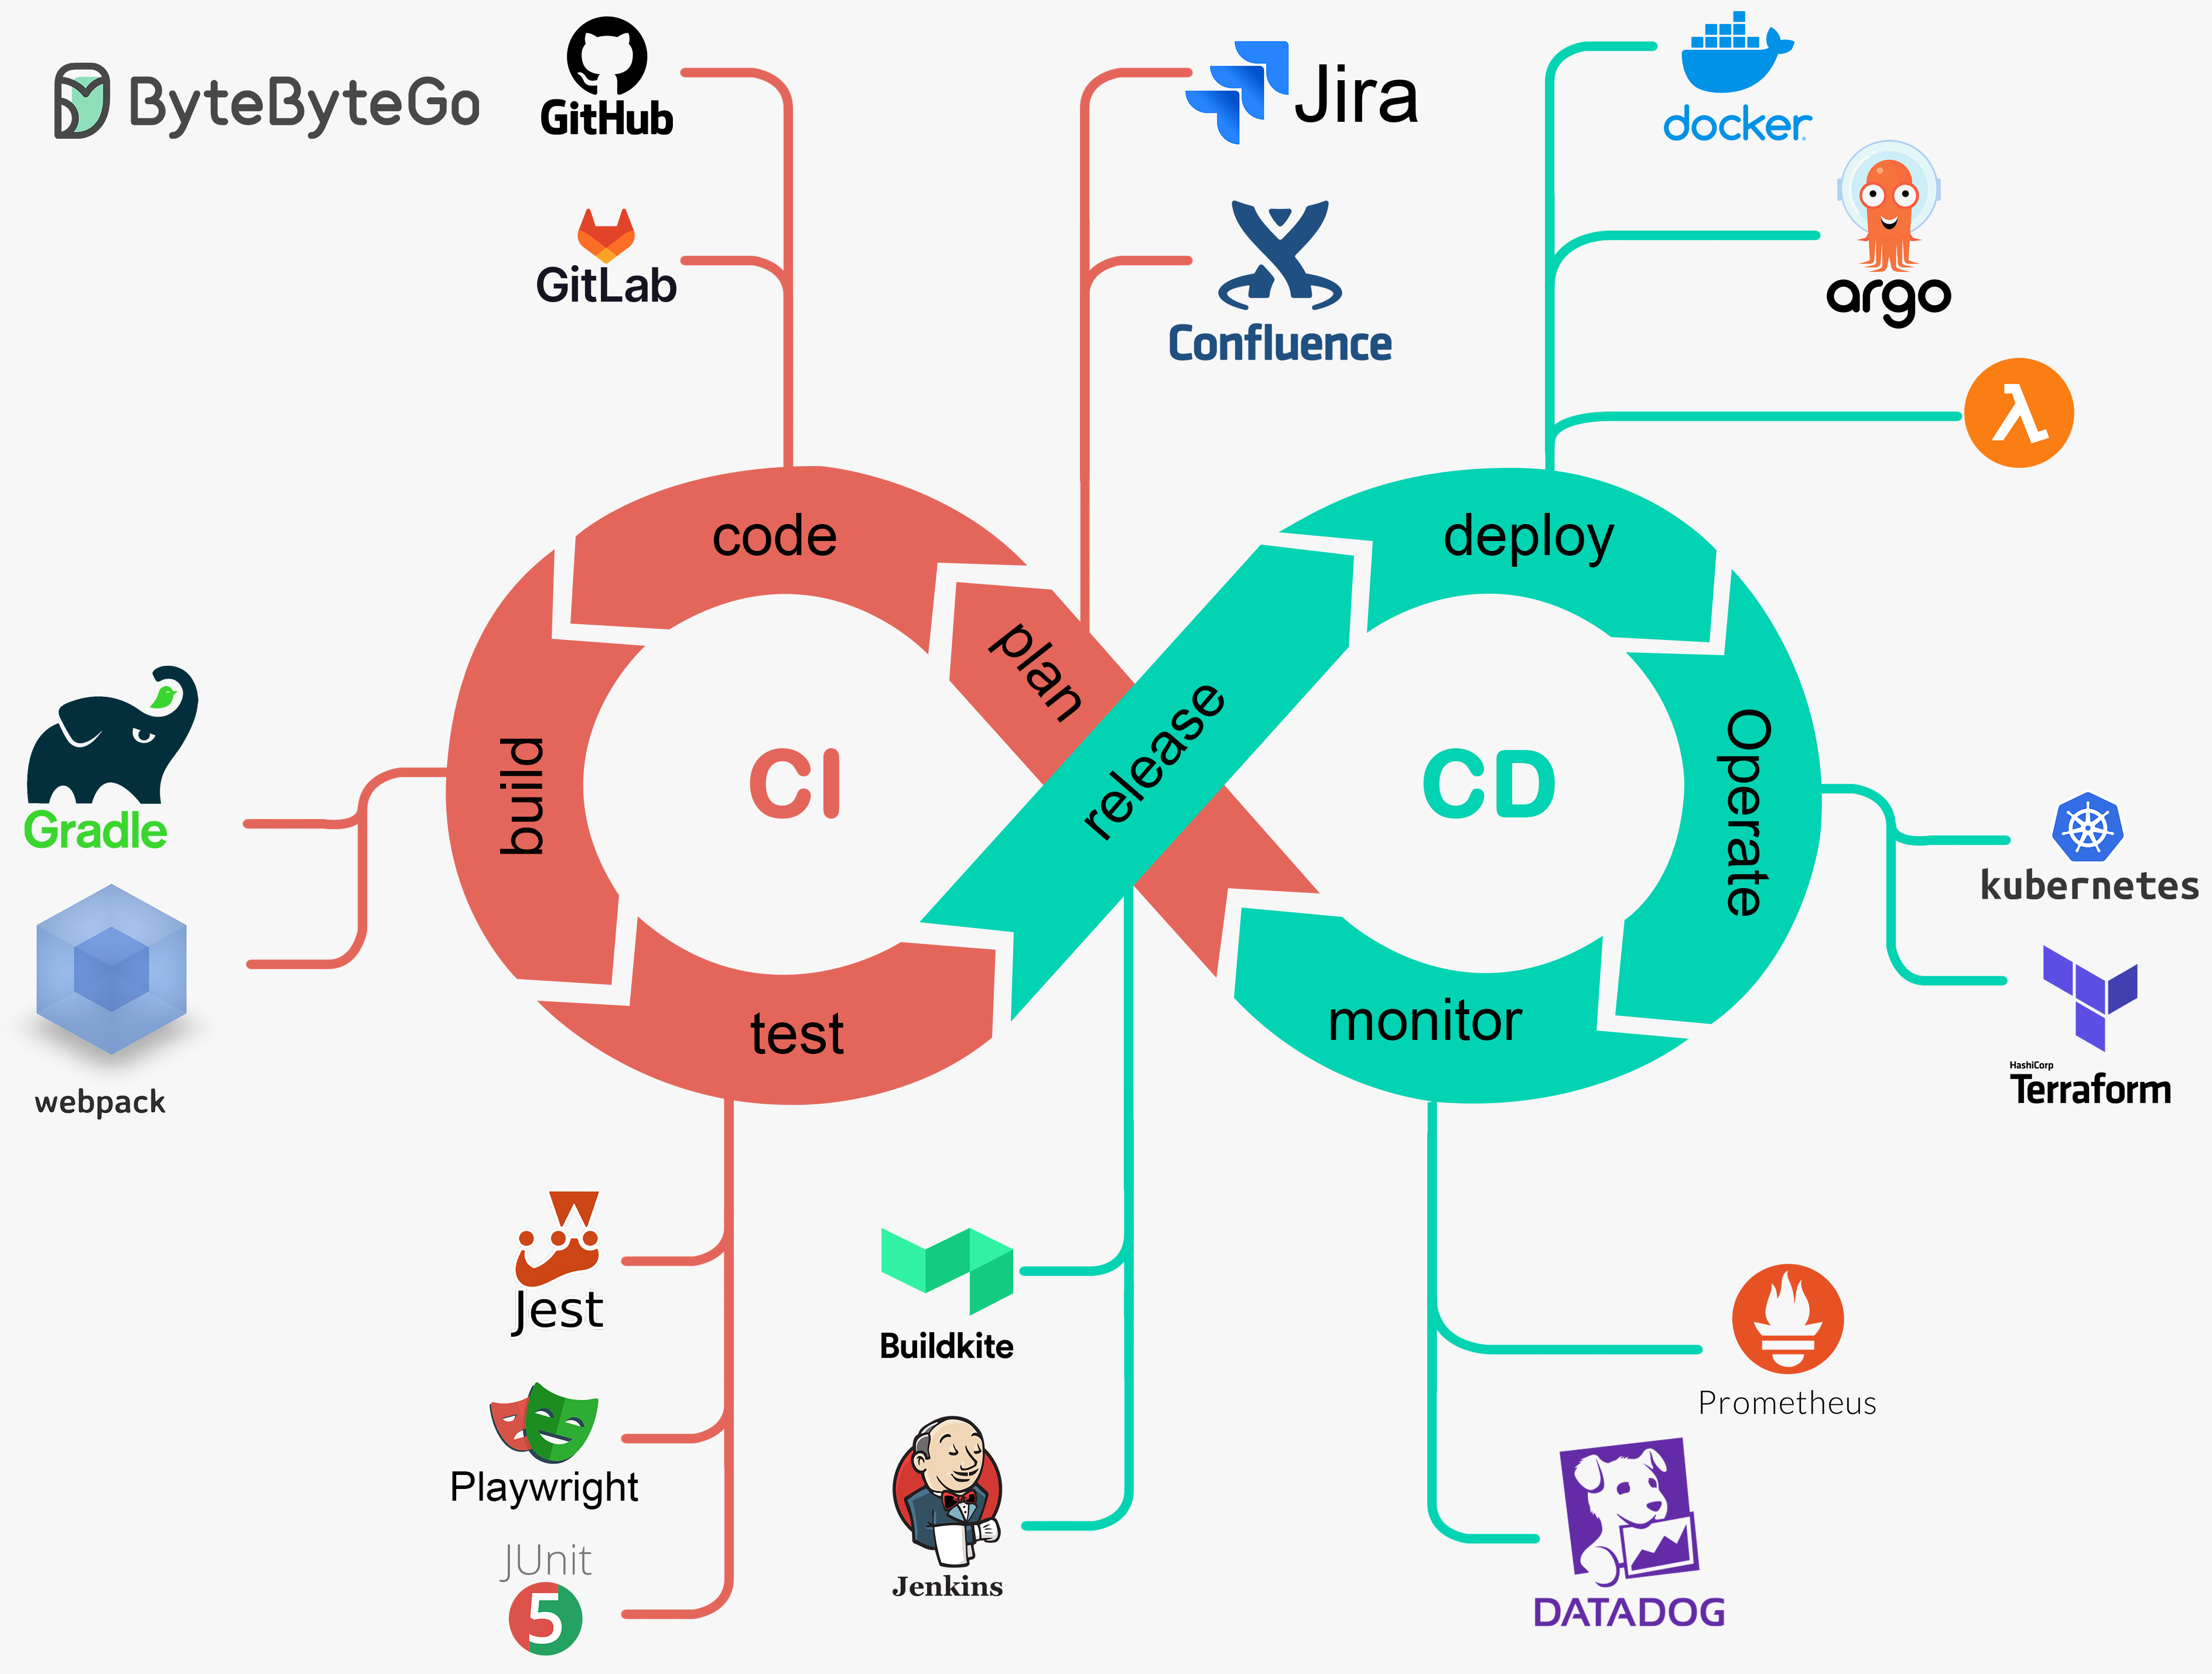 ByteByteGo
GitHub
GitLab
Jira
Confluence
docker
argo
λ
code
plan
deploy
build
CI
release
CD
Operate
test
monitor
Gradle
webpack
kubernetes
HashiCorp
Terraform
Jest
Playwright
JUnit
5
Buildkite
Jenkins
Prometheus
DATADOG